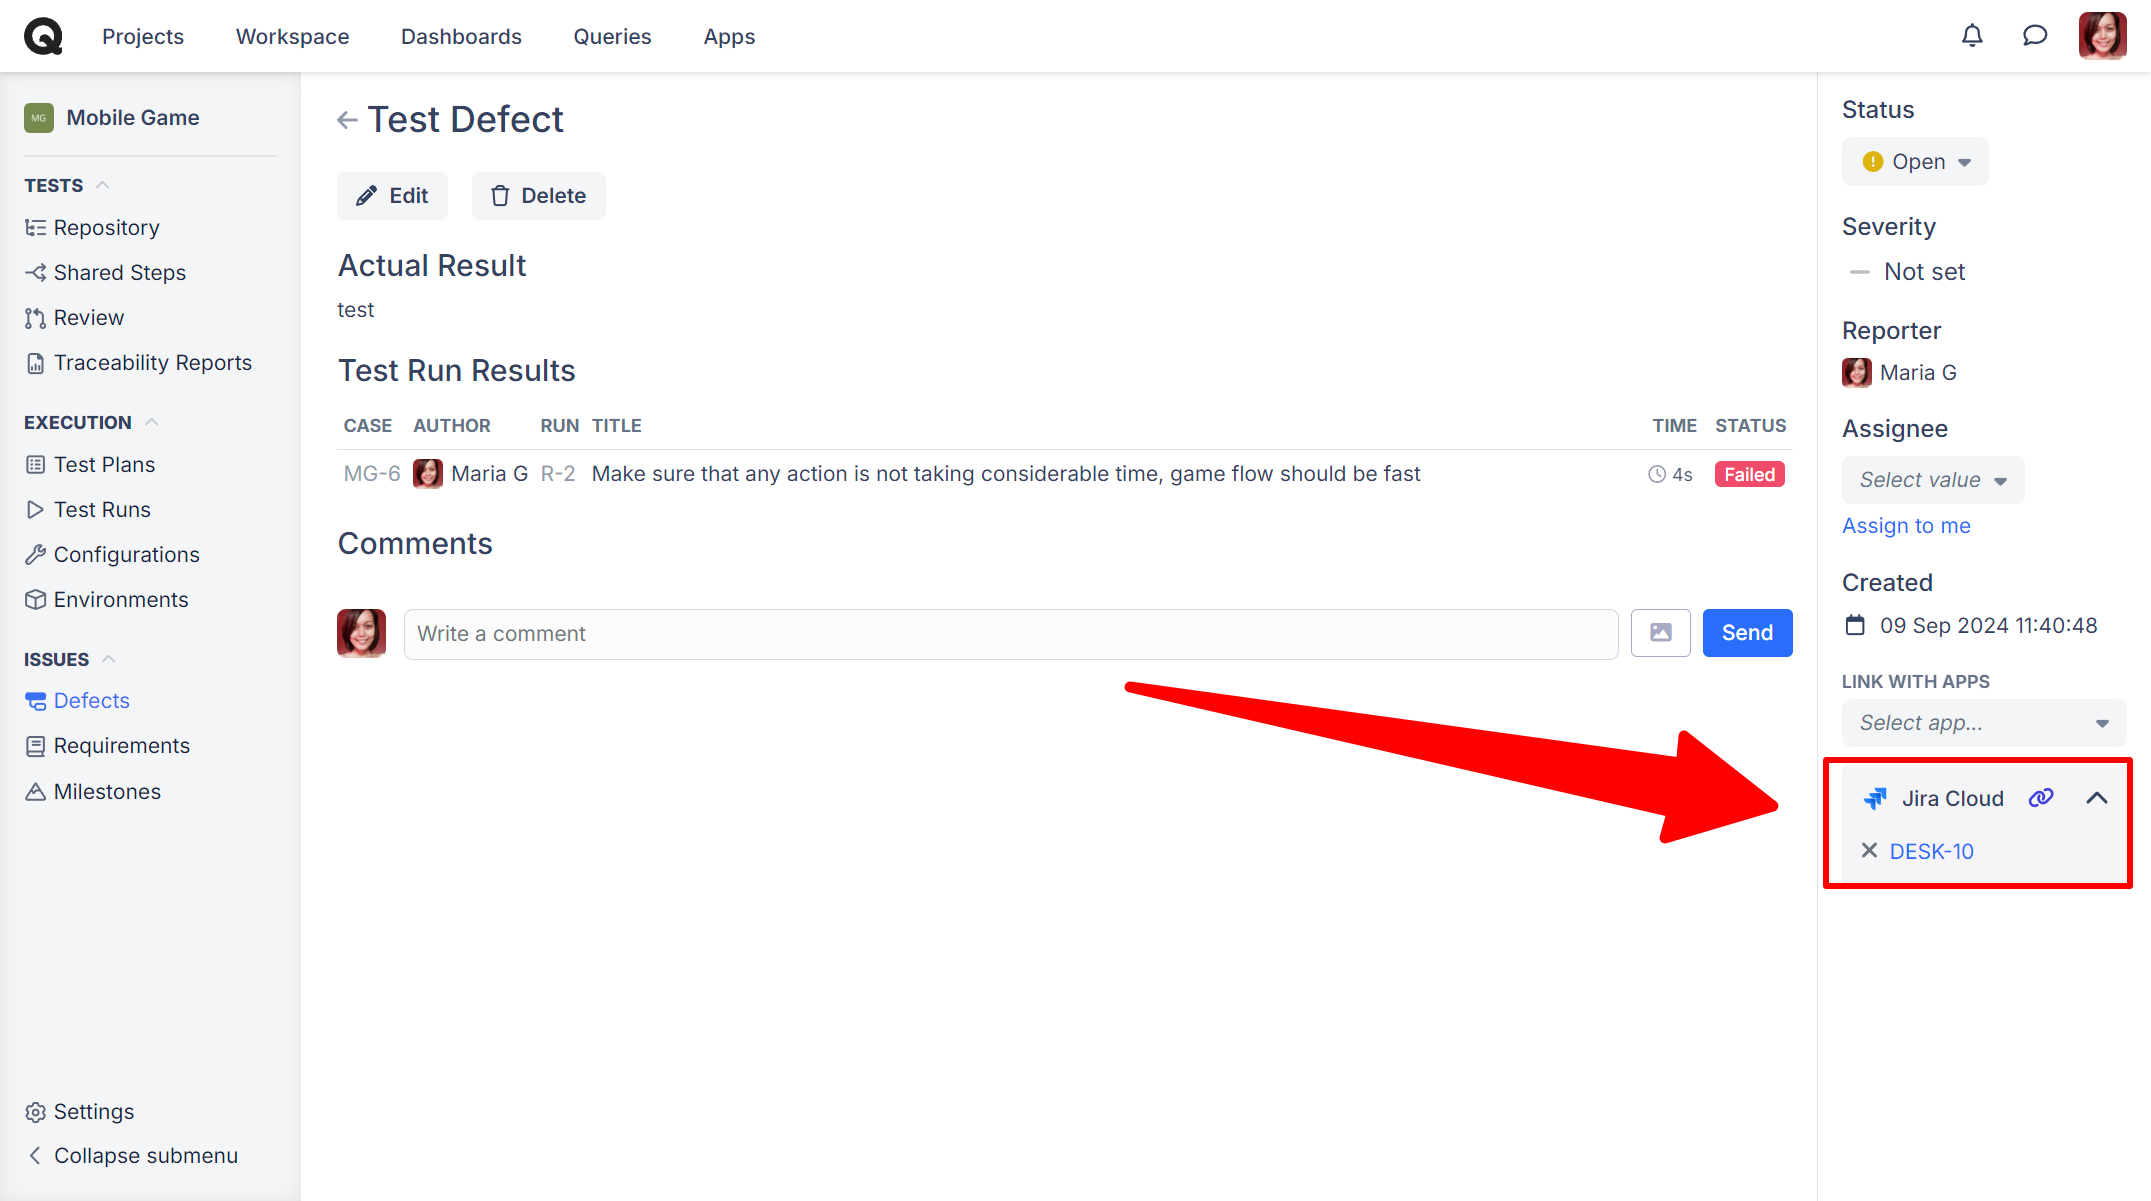 Projects Workspace Dashboards Queries Apps
MG Mobile Game
TESTS
Repository
Shared Steps
Review
Traceability Reports
EXECUTION
Test Plans
Test Runs
Configurations
Environments
ISSUES
Defects
Requirements
Milestones
Settings
Collapse submenu
Test Defect
Edit Delete
Actual Result
test
Test Run Results
CASE AUTHOR RUN TITLE TIME STATUS
MG-6 Maria G R-2 Make sure that any action is not taking considerable time, game flow should be fast 4s Failed
Comments
Write a comment Send
Status
Open
Severity
Not set
Reporter
Maria G
Assignee
Select value
Assign to me
Created
09 Sep 2024 11:40:48
LINK WITH APPS
Select app...
Jira Cloud
DESK-10